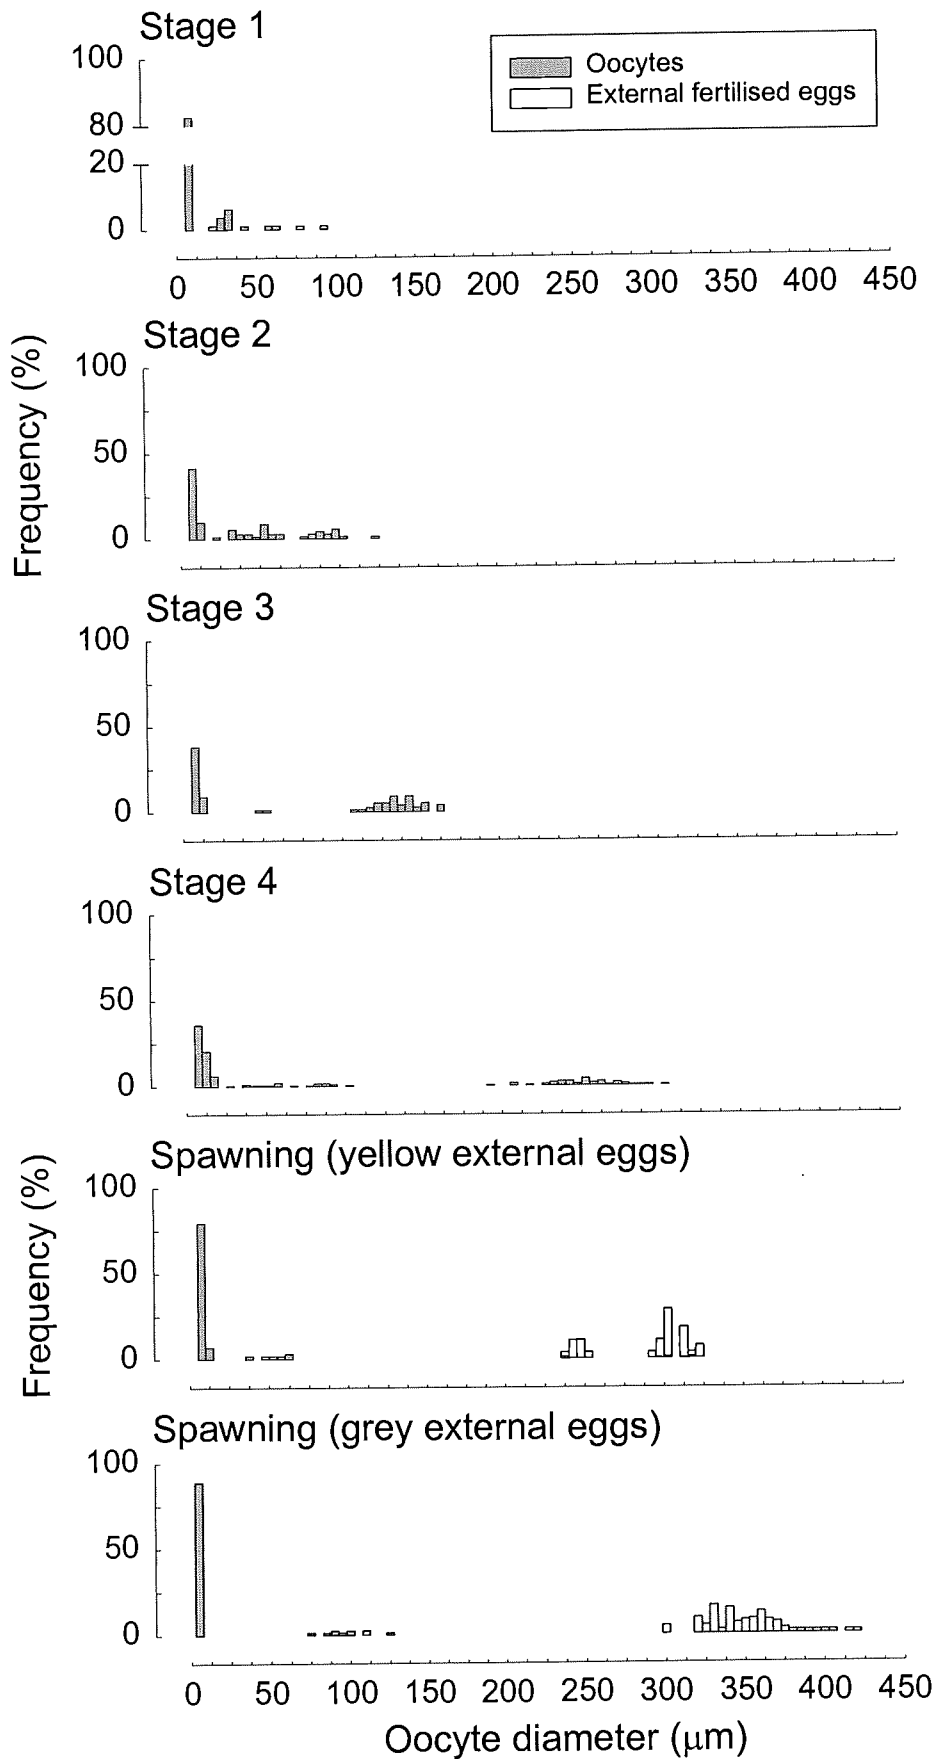 Stage 1
Oocytes
External fertilised eggs
100
80
20
0
0 50 100 150 200 250 300 350 400 450
Stage 2
100
50
0
Frequency (%)
Stage 3
100
50
0
Stage 4
100
50
0
Spawning (yellow external eggs)
100
50
0
Frequency (%)
Spawning (grey external eggs)
100
50
0
0 50 100 150 200 250 300 350 400 450
Oocyte diameter (μm)